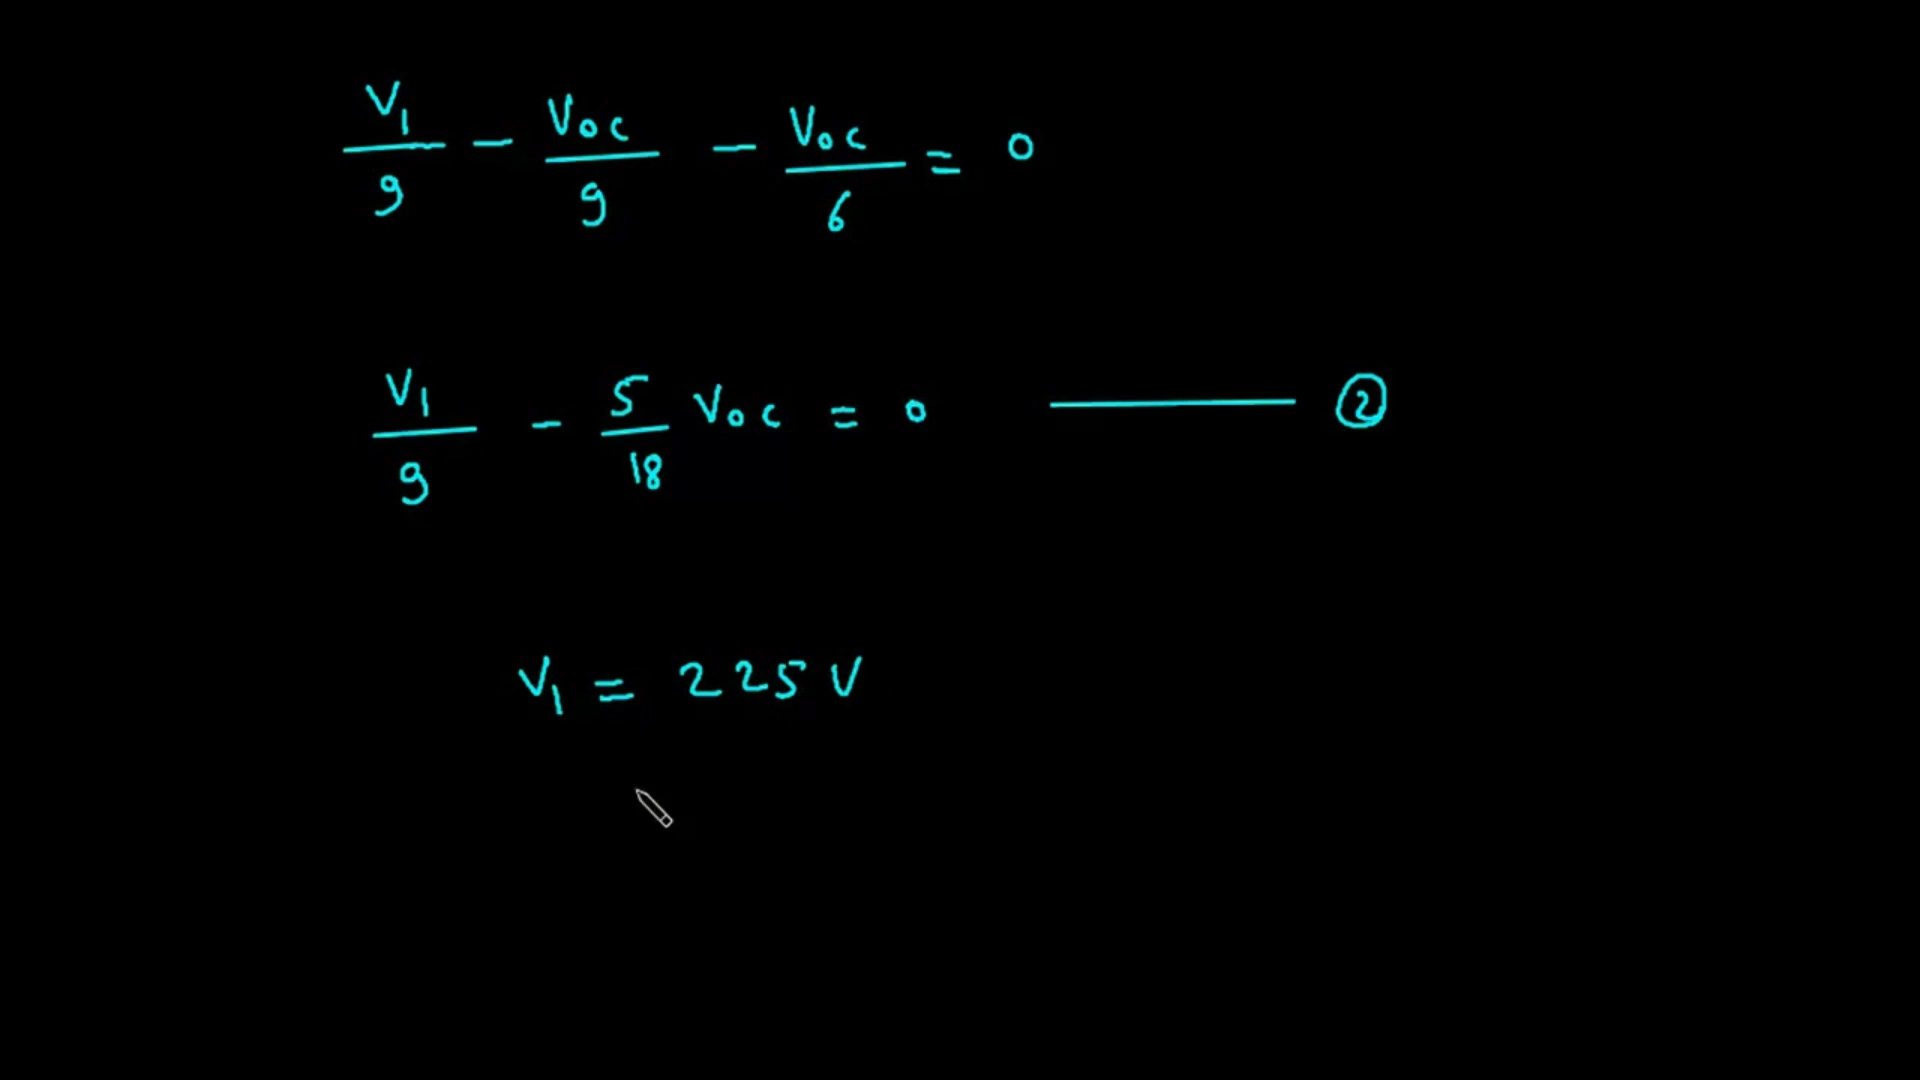 V₁/9 - Voc/9 - Voc/6 = 0
V₁/9 - 5/18 Voc = 0 ——— ②
V₁ = 225 V